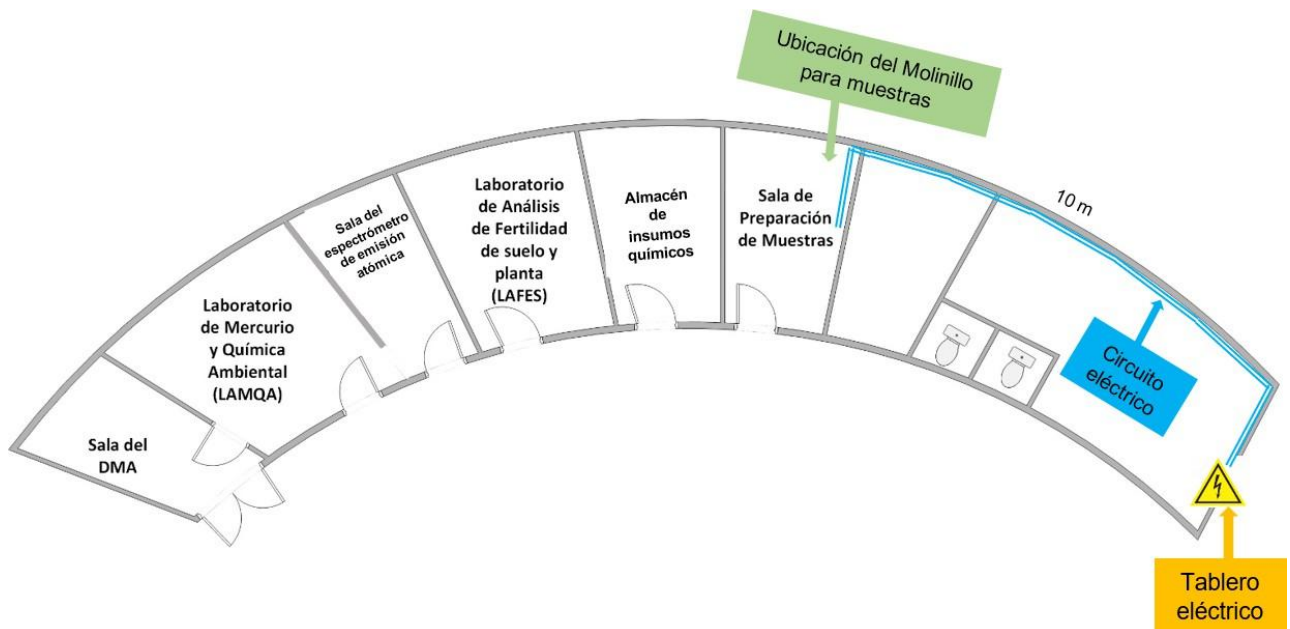 Ubicación del Molinillo
para muestras
10 m
Laboratorio
de Análisis
de Fertilidad
de suelo y
planta
(LAFES)
Almacén
de
insumos
químicos
Sala de
Preparación
de Muestras
Sala del
espectrómetro
de emisión
atómica
Laboratorio
de Mercurio
y Química
Ambiental
(LAMQA)
Sala del
DMA
Circuito
eléctrico
Tablero
eléctrico